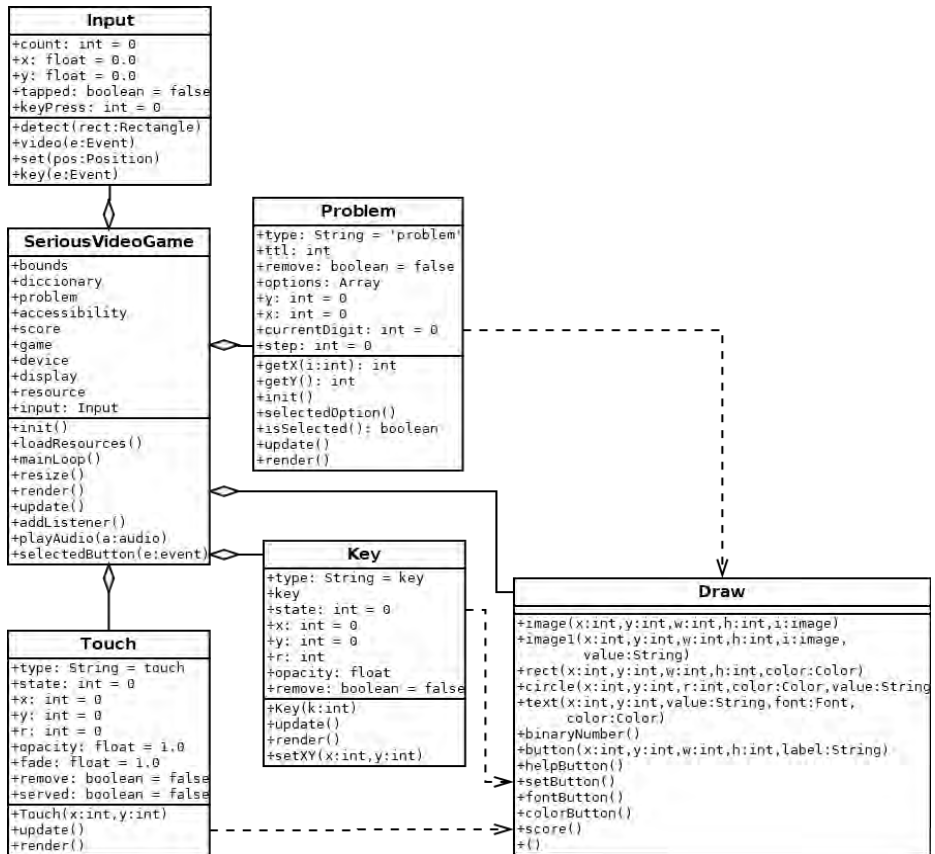 Input
+count: int = 0
+x: float = 0.0
+y: float = 0.0
+tapped: boolean = false
+keyPress: int = 0
+detect(rect:Rectangle)
+video(e:Event)
+set(pos:Position)
+key(e:Event)
SeriousVideoGame
+bounds
+diccionary
+problem
+accessibility
+score
+game
+device
+display
+resource
+input: Input
+init()
+loadResources()
+mainLoop()
+resize()
+render()
+update()
+addListener()
+playAudio(a:audio)
+selectedButton(e:event)
Problem
+type: String = 'problem'
+ttl: int
+remove: boolean = false
+options: Array
+y: int = 0
+x: int = 0
+currentDigit: int = 0
+step: int = 0
+getX(i:int): int
+getY(): int
+init()
+selectedOption()
+isSelected(): boolean
+update()
+render()
Key
+type: String = key
+key
+state: int = 0
+x: int = 0
+y: int = 0
+r: int
+opacity: float
+remove: boolean = false
+Key(k:int)
+update()
+render()
+setXY(x:int,y:int)
Touch
+type: String = touch
+state: int = 0
+x: int = 0
+y: int = 0
+r: int = 0
+opacity: float = 1.0
+fade: float = 1.0
+remove: boolean = false
+served: boolean = false
+Touch(x:int,y:int)
+update()
+render()
Draw
+image(x:int,y:int,w:int,h:int,i:image)
+image1(x:int,y:int,w:int,h:int,i:image,
value:String)
+rect(x:int,y:int,w:int,h:int,color:Color)
+circle(x:int,y:int,r:int,color:Color,value:String
+text(x:int,y:int,value:String,font:Font,
color:Color)
+binaryNumber()
+button(x:int,y:int,w:int,h:int,label:String)
+helpButton()
+setButton()
+fontButton()
+colorButton()
+score()
+()